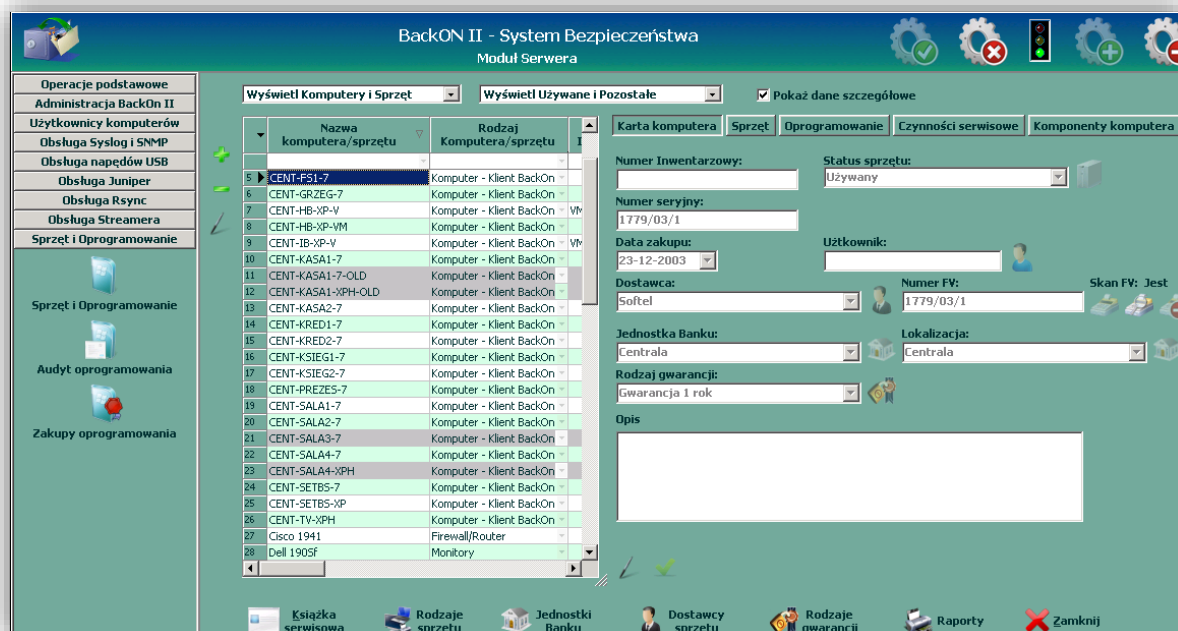 BackON II - System Bezpieczeństwa
Moduł Serwera
Operacje podstawowe
Administracja BackOn II
Użytkownicy komputerów
Obsługa Syslog i SNMP
Obsługa napędów USB
Obsługa Juniper
Obsługa Rsync
Obsługa Streamera
Sprzęt i Oprogramowanie
Sprzęt i Oprogramowanie
Audyt oprogramowania
Zakupy oprogramowania
Wyświetl Komputery i Sprzęt
Wyświetl Używane i Pozostałe
Pokaż dane szczegółowe
Nazwa komputera/sprzętu Rodzaj Komputera/sprzętu
5 CENT-FS1-7 Komputer - Klient BackOn
6 CENT-GRZEG-7 Komputer - Klient BackOn
7 CENT-HB-XP-V Komputer - Klient BackOn VM
8 CENT-HB-XP-VM Komputer - Klient BackOn
9 CENT-IB-XP-V Komputer - Klient BackOn VM
10 CENT-KASA1-7 Komputer - Klient BackOn
11 CENT-KASA1-7-OLD Komputer - Klient BackOn
12 CENT-KASA1-XPH-OLD Komputer - Klient BackOn
13 CENT-KASA2-7 Komputer - Klient BackOn
14 CENT-KRED1-7 Komputer - Klient BackOn
15 CENT-KRED2-7 Komputer - Klient BackOn
16 CENT-KSIEG1-7 Komputer - Klient BackOn
17 CENT-KSIEG2-7 Komputer - Klient BackOn
18 CENT-PREZES-7 Komputer - Klient BackOn
19 CENT-SALA1-7 Komputer - Klient BackOn
20 CENT-SALA2-7 Komputer - Klient BackOn
21 CENT-SALA3-7 Komputer - Klient BackOn
22 CENT-SALA4-7 Komputer - Klient BackOn
23 CENT-SALA4-XPH Komputer - Klient BackOn
24 CENT-SETBS-7 Komputer - Klient BackOn
25 CENT-SETBS-XP Komputer - Klient BackOn
26 CENT-TV-XPH Komputer - Klient BackOn
27 Cisco 1941 Firewall/Router
28 Dell 190Sf Monitory
Karta komputera Sprzęt Oprogramowanie Czynności serwisowe Komponenty komputera
Numer Inwentarzowy: Status sprzętu:
Używany
Numer seryjny:
1779/03/1
Data zakupu: Użtkownik:
23-12-2003
Dostawca: Numer FV: Skan FV: Jest
Softel 1779/03/1
Jednostka Banku: Lokalizacja:
Centrala Centrala
Rodzaj gwarancji:
Gwarancja 1 rok
Opis
Książka serwisowa
Rodzaje sprzętu
Jednostki Banku
Dostawcy sprzętu
Rodzaje gwarancji
Raporty
Zamknij